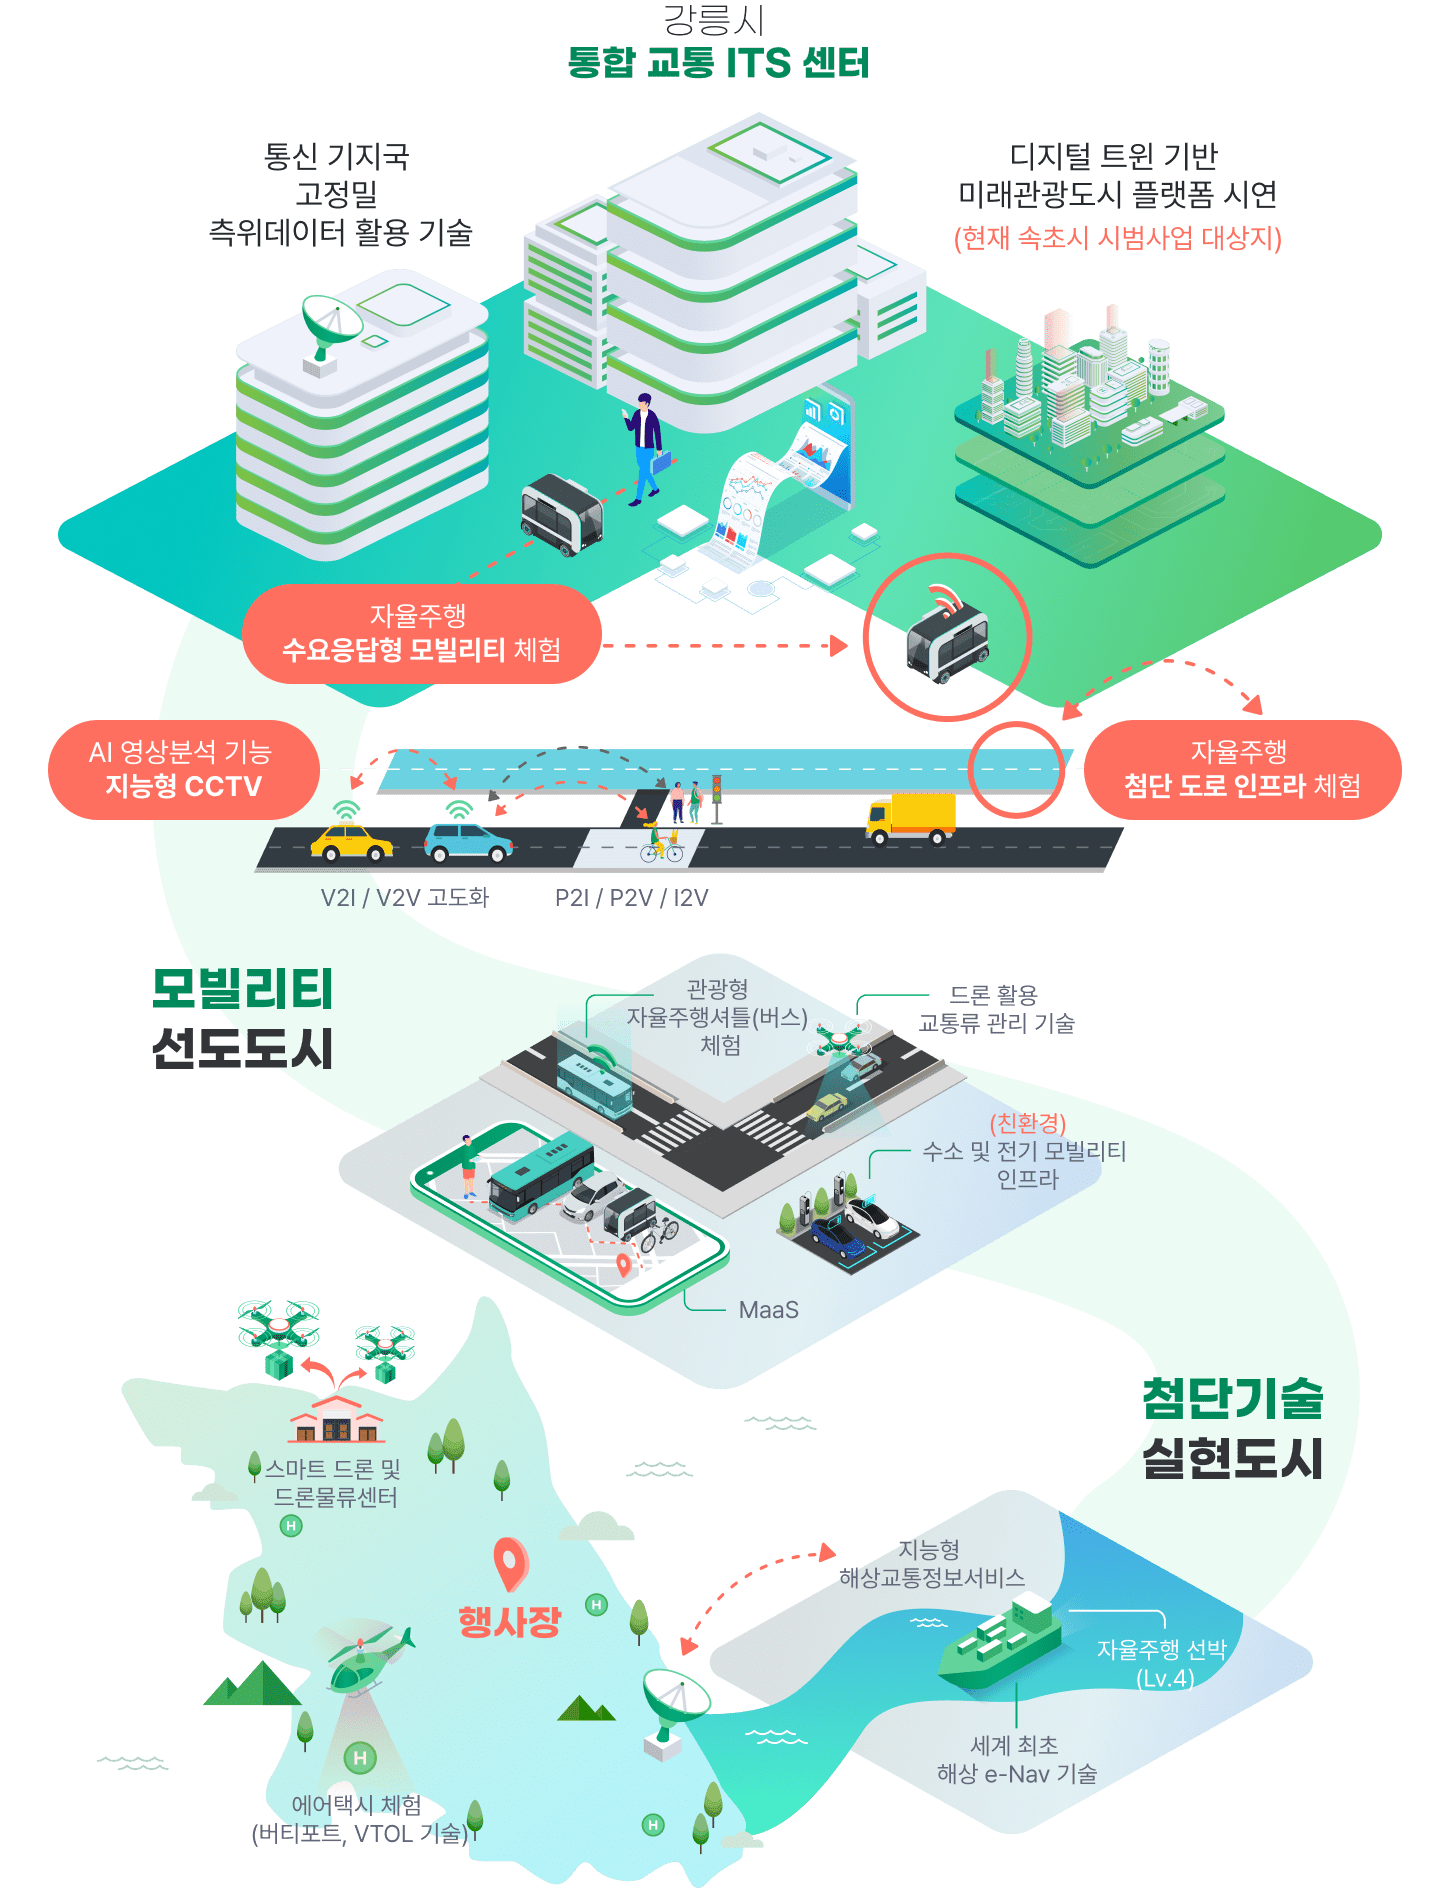 강릉시
통합 교통 ITS 센터
통신 기지국
고정밀
측위데이터 활용 기술
디지털 트윈 기반
미래관광도시 플랫폼 시연
(현재 속초시 시범사업 대상지)
자율주행
수요응답형 모빌리티 체험
AI 영상분석 기능
지능형 CCTV
자율주행
첨단 도로 인프라 체험
V2I / V2V 고도화
P2I / P2V / I2V
모빌리티
선도도시
관광형
자율주행셔틀(버스)
체험
드론 활용
교통류 관리 기술
(친환경)
수소 및 전기 모빌리티
인프라
MaaS
첨단기술
실현도시
스마트 드론 및
드론물류센터
H
행사장
H
지능형
해상교통정보서비스
자율주행 선박
(Lv.4)
세계 최초
해상 e-Nav 기술
H
에어택시 체험
(버티포트, VTOL 기술)
H